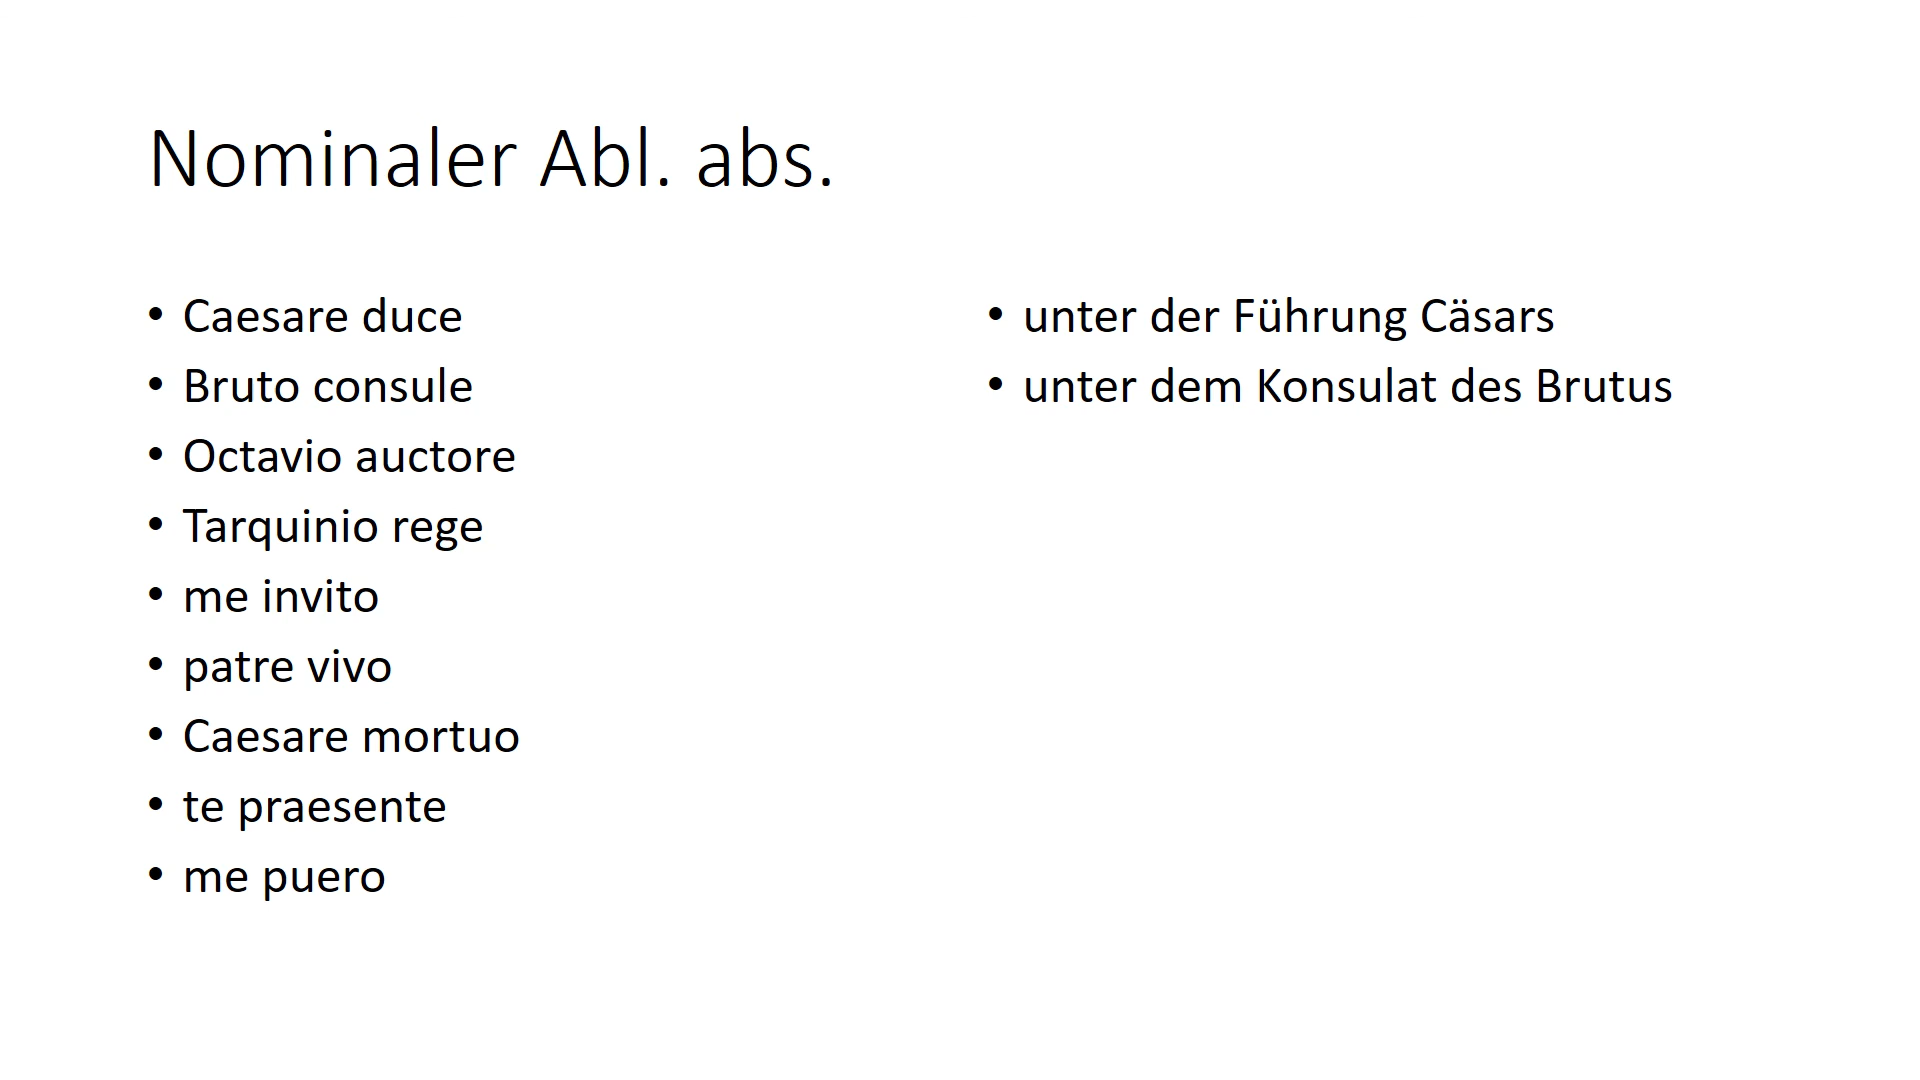 Nominaler Abl. abs.
• Caesare duce
• Bruto consule
• Octavio auctore
• Tarquinio rege
• me invito
• patre vivo
• Caesare mortuo
• te praesente
• me puero
• unter der Führung Cäsars
• unter dem Konsulat des Brutus